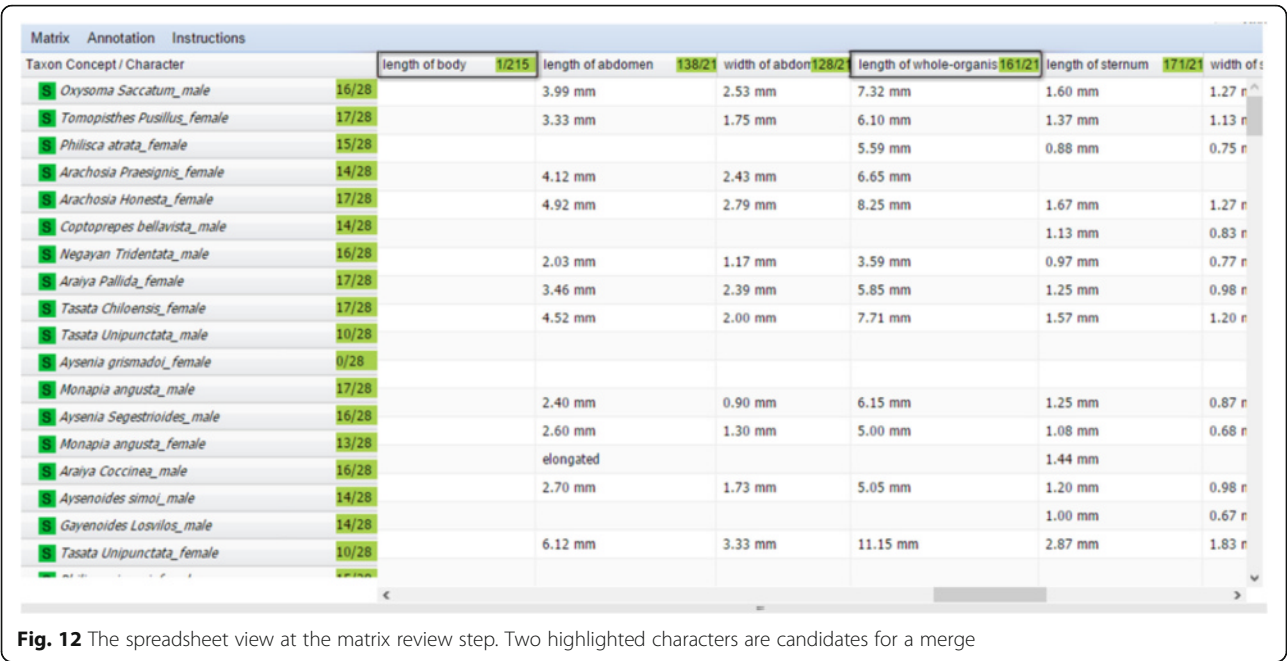 Matrix Annotation Instructions
Taxon Concept / Character length of body 1/215 length of abdomen 138/21 width of abdon 128/21 length of whole-organis 161/21 length of sternum 171/21 width of s
S Oxysoma Saccatum_male 16/28 3.99 mm 2.53 mm 7.32 mm 1.60 mm 1.27 n
S Tomopisthes Pusillus_female 17/28 3.33 mm 1.75 mm 6.10 mm 1.37 mm 1.13 n
S Philisca atrata_female 15/28 5.59 mm 0.88 mm 0.75 n
S Arachosia Praesignis_female 14/28 4.12 mm 2.43 mm 6.65 mm
S Arachosia Honesta_female 17/28 4.92 mm 2.79 mm 8.25 mm 1.67 mm 1.27 n
S Coptoprepes bellavista_male 14/28 1.13 mm 0.83 n
S Negayan Tridentata_male 16/28 2.03 mm 1.17 mm 3.59 mm 0.97 mm 0.77 n
S Araiya Pallida_female 17/28 3.46 mm 2.39 mm 5.85 mm 1.25 mm 0.98 n
S Tasata Chiloensis_female 17/28 4.52 mm 2.00 mm 7.71 mm 1.57 mm 1.20 n
S Tasata Unipunctata_male 10/28
S Aysenia grismadoi_female 0/28
S Monapia angusta_male 17/28 2.40 mm 0.90 mm 6.15 mm 1.25 mm 0.87 n
S Aysenia Segestrioides_male 16/28 2.60 mm 1.30 mm 5.00 mm 1.08 mm 0.68 n
S Monapia angusta_female 13/28 elongated 1.44 mm
S Araiya Coccinea_male 16/28 2.70 mm 1.73 mm 5.05 mm 1.20 mm 0.98 n
S Aysenoides simoi_male 14/28 1.00 mm 0.67 n
S Gayenoides Losvilos_male 14/28 6.12 mm 3.33 mm 11.15 mm 2.87 mm 1.83 n
S Tasata Unipunctata_female 10/28
Fig. 12 The spreadsheet view at the matrix review step. Two highlighted characters are candidates for a merge